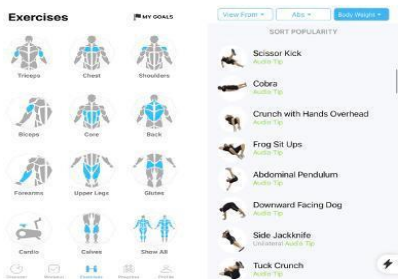 Exercises
MY GOALS
Triceps
Chest
Shoulders
Biceps
Core
Back
Forearms
Upper Legs
Glutes
Cardio
Calves
Show All
Exercises
Profile
View From
Abs
Body Weight
SORT POPULARITY
Scissor Kick
Audio Tip
Cobra
Audio Tip
Crunch with Hands Overhead
Audio Tip
Frog Sit Ups
Audio Tip
Abdominal Pendulum
Audio Tip
Downward Facing Dog
Audio Tip
Side Jackknife
Unilateral Audio Tip
Tuck Crunch
Audio Tip